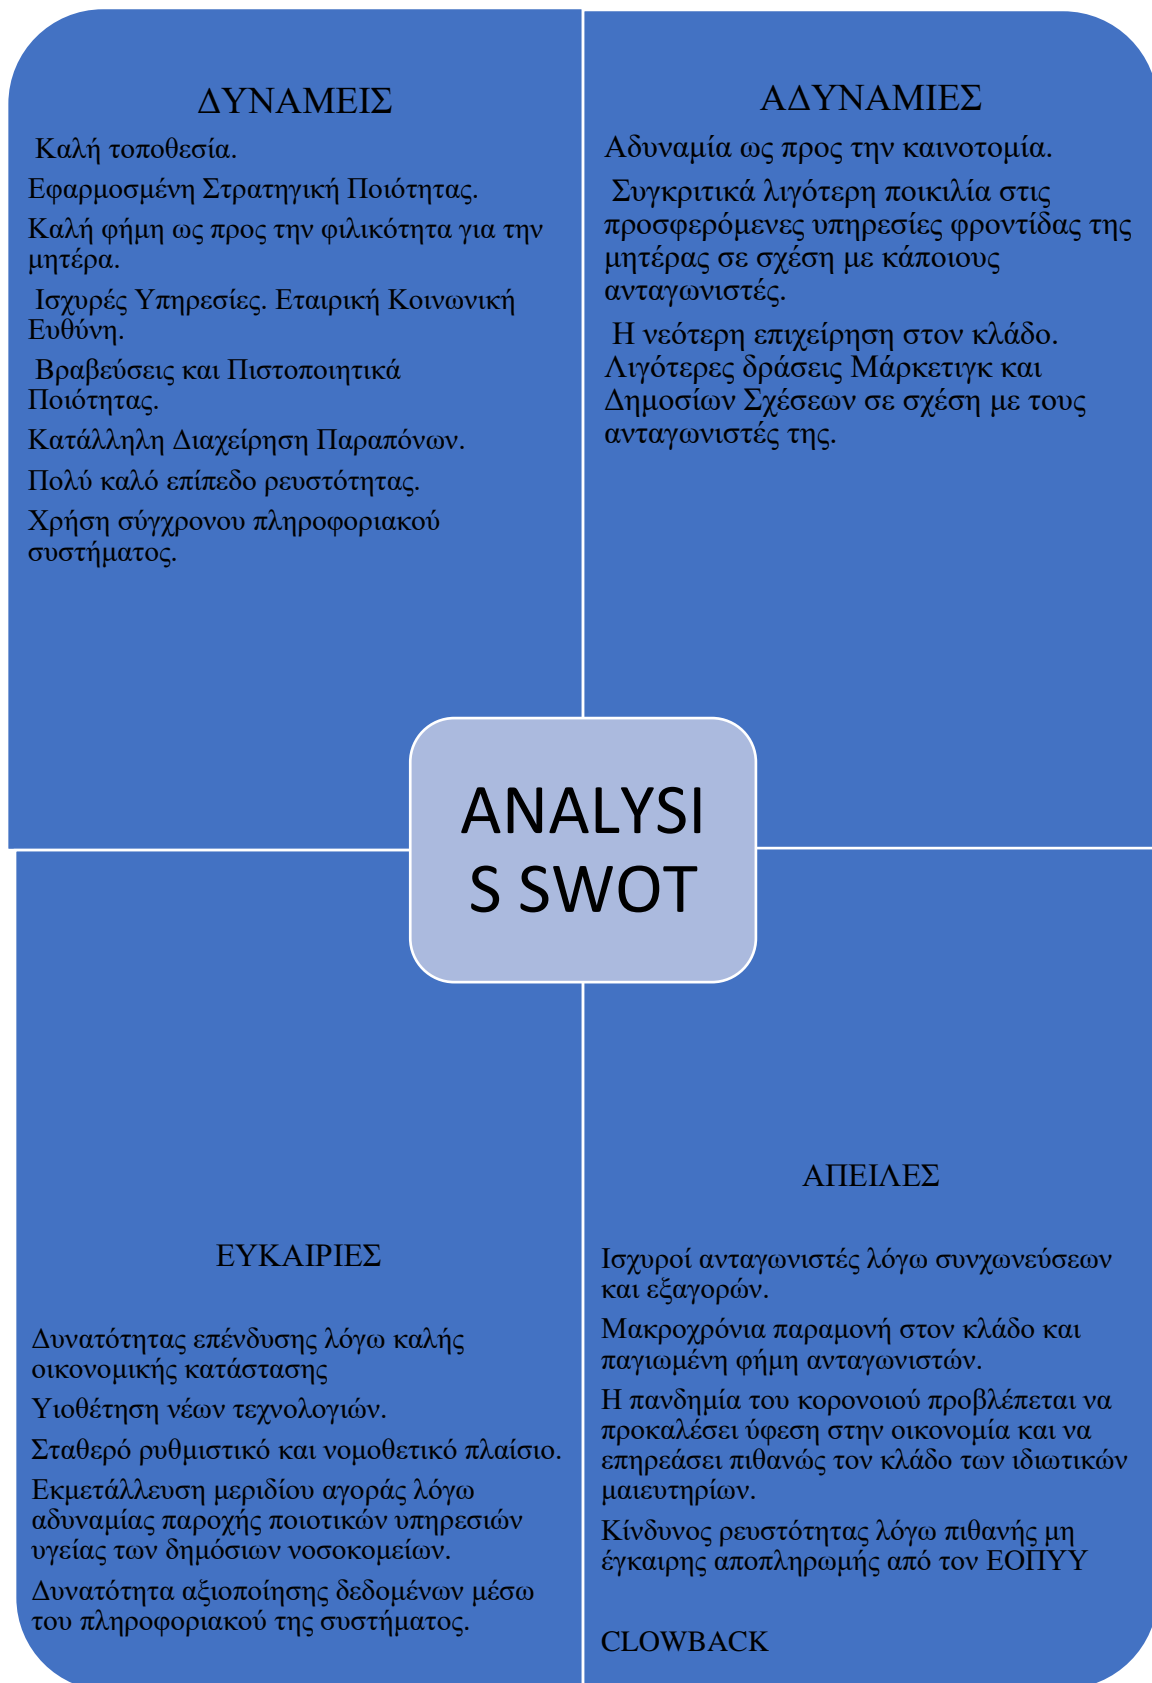 ΔΥΝΑΜΕΙΣ
Καλή τοποθεσία.
Εφαρμοσμένη Στρατηγική Ποιότητας.
Καλή φήμη ως προς την φιλικότητα για την
μητέρα.
Ισχυρές Υπηρεσίες. Εταιρική Κοινωνική
Ευθύνη.
Βραβεύσεις και Πιστοποιητικά
Ποιότητας.
Κατάλληλη Διαχείρηση Παραπόνων.
Πολύ καλό επίπεδο ρευστότητας.
Χρήση σύγχρονου πληροφοριακού
συστήματος.
ΑΔΥΝΑΜΙΕΣ
Αδυναμία ως προς την καινοτομία.
Συγκριτικά λιγότερη ποικιλία στις
προσφερόμενες υπηρεσίες φροντίδας της
μητέρας σε σχέση με κάποιους
ανταγωνιστές.
Η νεότερη επιχείρηση στον κλάδο.
Λιγότερες δράσεις Μάρκετιγκ και
Δημοσίων Σχέσεων σε σχέση με τους
ανταγωνιστές της.
ANALYSI
S SWOT
ΕΥΚΑΙΡΙΕΣ
Δυνατότητας επένδυσης λόγω καλής
οικονομικής κατάστασης
Υιοθέτηση νέων τεχνολογιών.
Σταθερό ρυθμιστικό και νομοθετικό πλαίσιο.
Εκμετάλλευση μεριδίου αγοράς λόγω
αδυναμίας παροχής ποιοτικών υπηρεσιών
υγείας των δημόσιων νοσοκομείων.
Δυνατότητα αξιοποίησης δεδομένων μέσω
του πληροφοριακού της συστήματος.
ΑΠΕΙΛΕΣ
Ισχυροί ανταγωνιστές λόγω συνχωνεύσεων
και εξαγορών.
Μακροχρόνια παραμονή στον κλάδο και
παγιωμένη φήμη ανταγωνιστών.
Η πανδημία του κορονοιού προβλέπεται να
προκαλέσει ύφεση στην οικονομία και να
επηρεάσει πιθανώς τον κλάδο των ιδιωτικών
μαιευτηρίων.
Κίνδυνος ρευστότητας λόγω πιθανής μη
έγκαιρης αποπληρωμής από τον ΕΟΠΥΥ
CLOWBACK